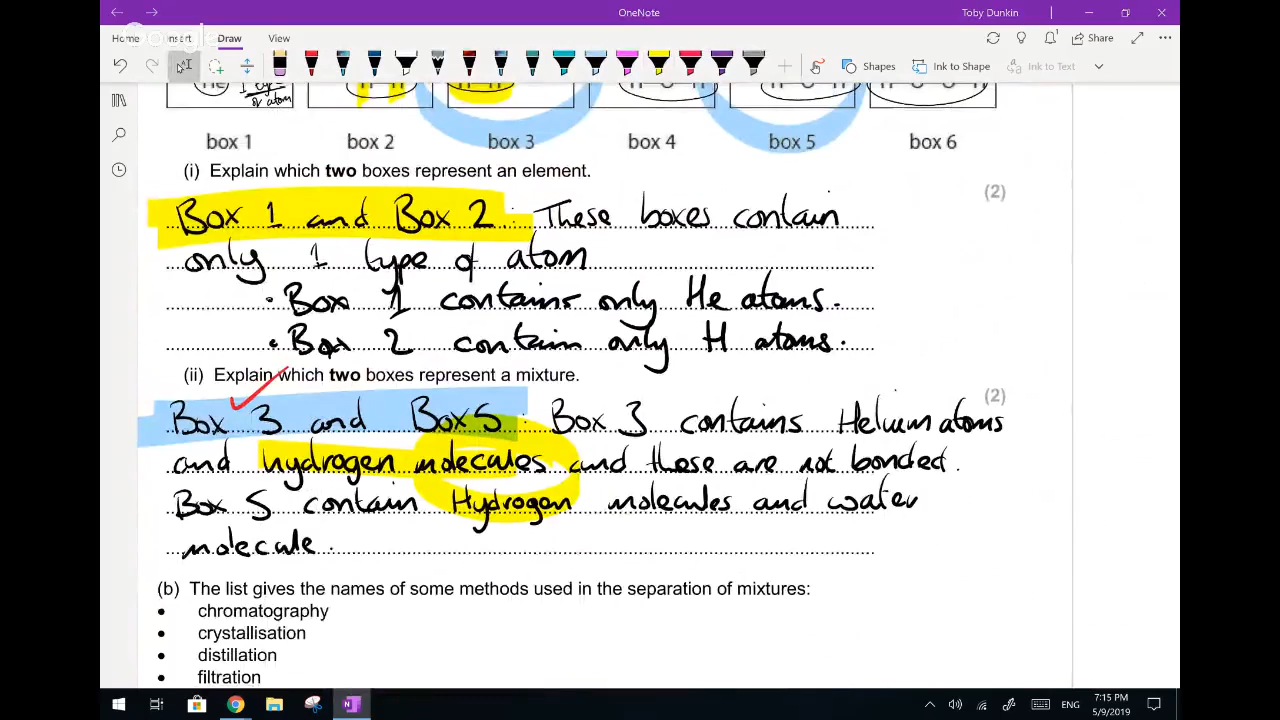 OneNote
Toby Dunkin
Google
Home Insert Draw View
Share
Shapes Ink to Shape Ink to Text
He 1 type
of atom
box 1 box 2 box 3 box 4 box 5 box 6
(i) Explain which two boxes represent an element.
(2)
Box 1 and Box 2 : These boxes contain
only 1 type of atom
• Box 1 contains only He atoms.
• Box 2 contain only H atoms.
(ii) Explain which two boxes represent a mixture.
(2)
Box 3 and Box 5 : Box 3 contains Helium atoms
and hydrogen molecules and these are not bonded.
Box 5 contain Hydrogen molecules and water
molecule.
(b) The list gives the names of some methods used in the separation of mixtures:
• chromatography
• crystallisation
• distillation
• filtration
ENG
7:15 PM
5/9/2019